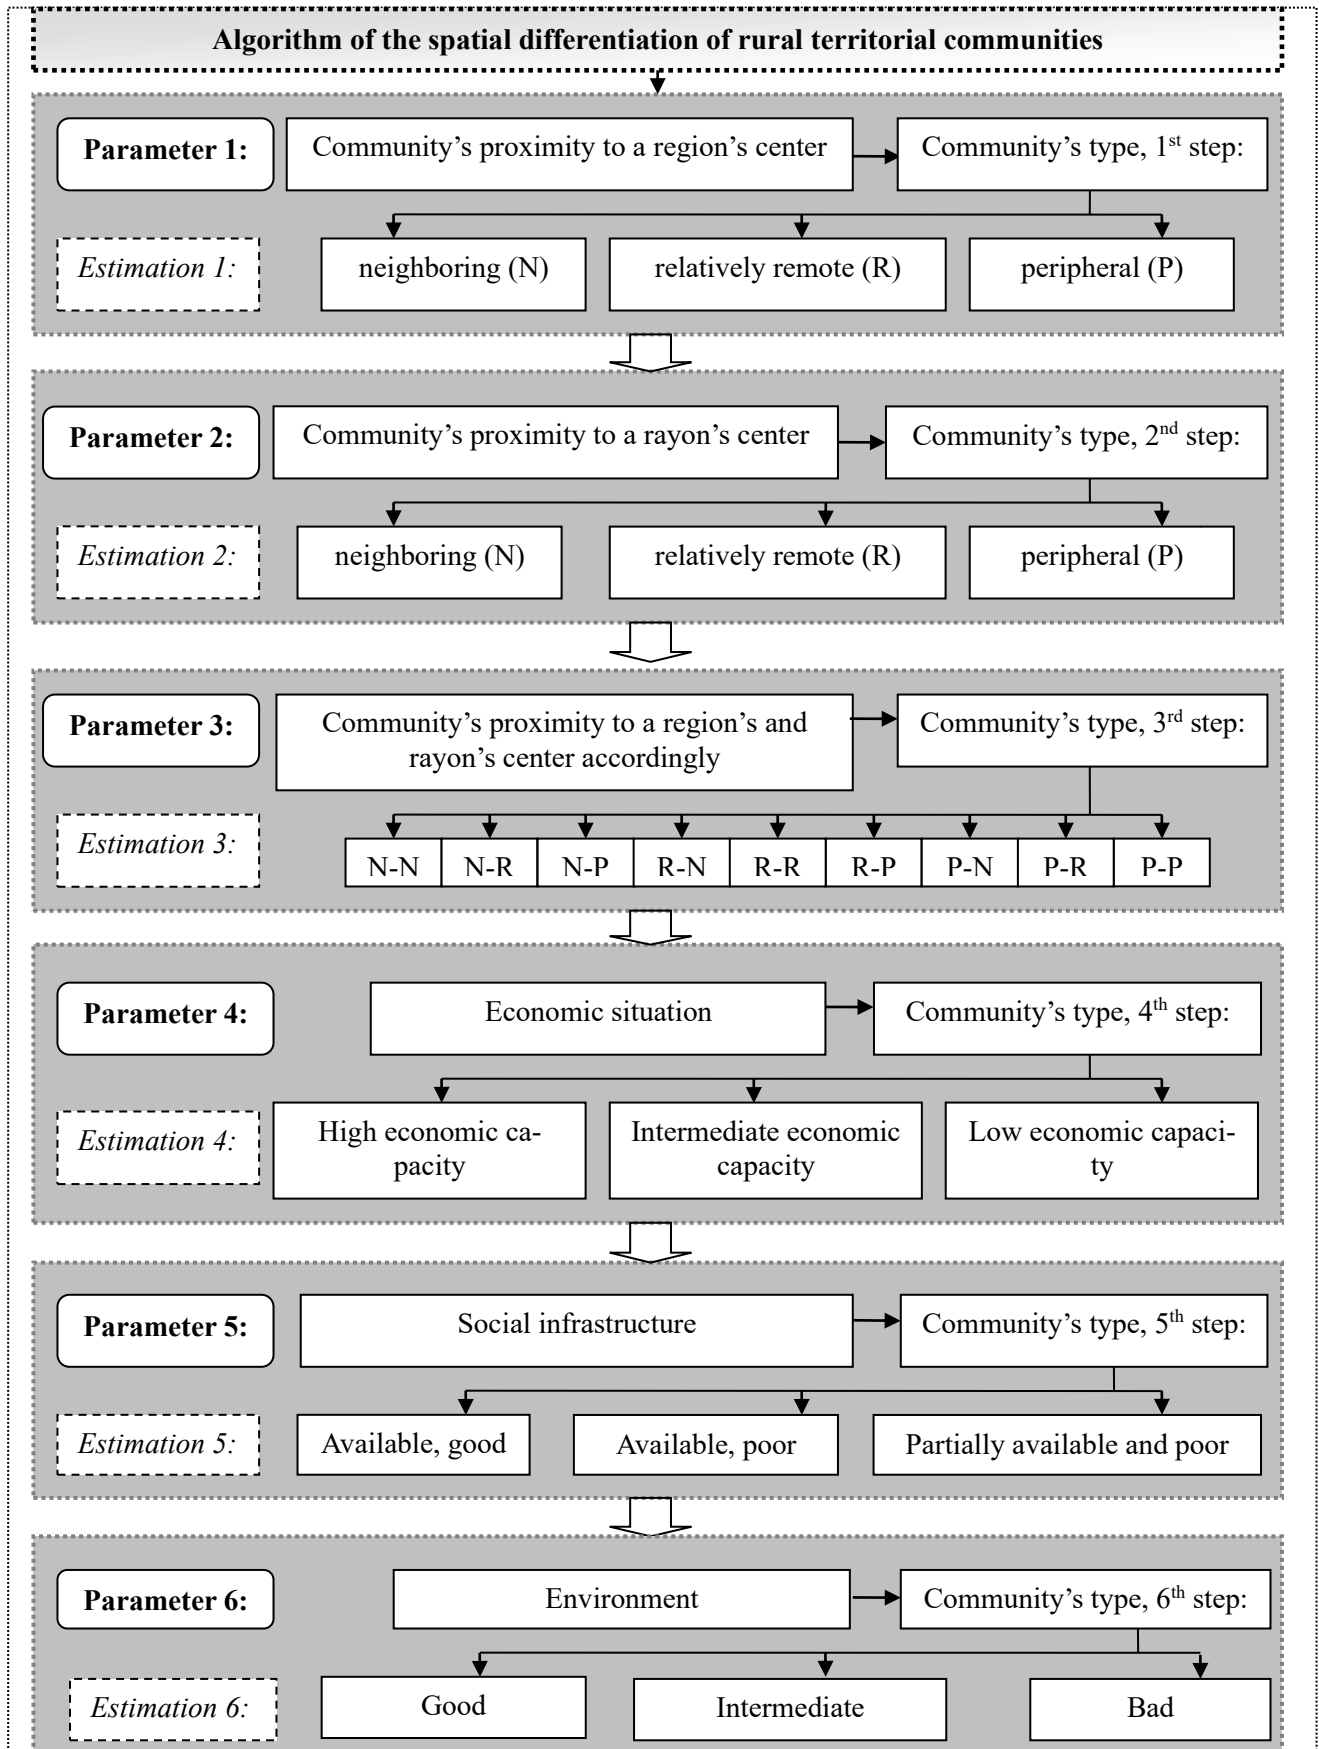 Algorithm of the spatial differentiation of rural territorial communities
Parameter 1:
Community’s proximity to a region’s center
Community’s type, 1st step:
Estimation 1:
neighboring (N)
relatively remote (R)
peripheral (P)
Parameter 2:
Community’s proximity to a rayon’s center
Community’s type, 2nd step:
Estimation 2:
neighboring (N)
relatively remote (R)
peripheral (P)
Parameter 3:
Community’s proximity to a region’s and
rayon’s center accordingly
Community’s type, 3rd step:
Estimation 3:
N-N
N-R
N-P
R-N
R-R
R-P
P-N
P-R
P-P
Parameter 4:
Economic situation
Community’s type, 4th step:
Estimation 4:
High economic ca-
pacity
Intermediate economic
capacity
Low economic capaci-
ty
Parameter 5:
Social infrastructure
Community’s type, 5th step:
Estimation 5:
Available, good
Available, poor
Partially available and poor
Parameter 6:
Environment
Community’s type, 6th step:
Estimation 6:
Good
Intermediate
Bad